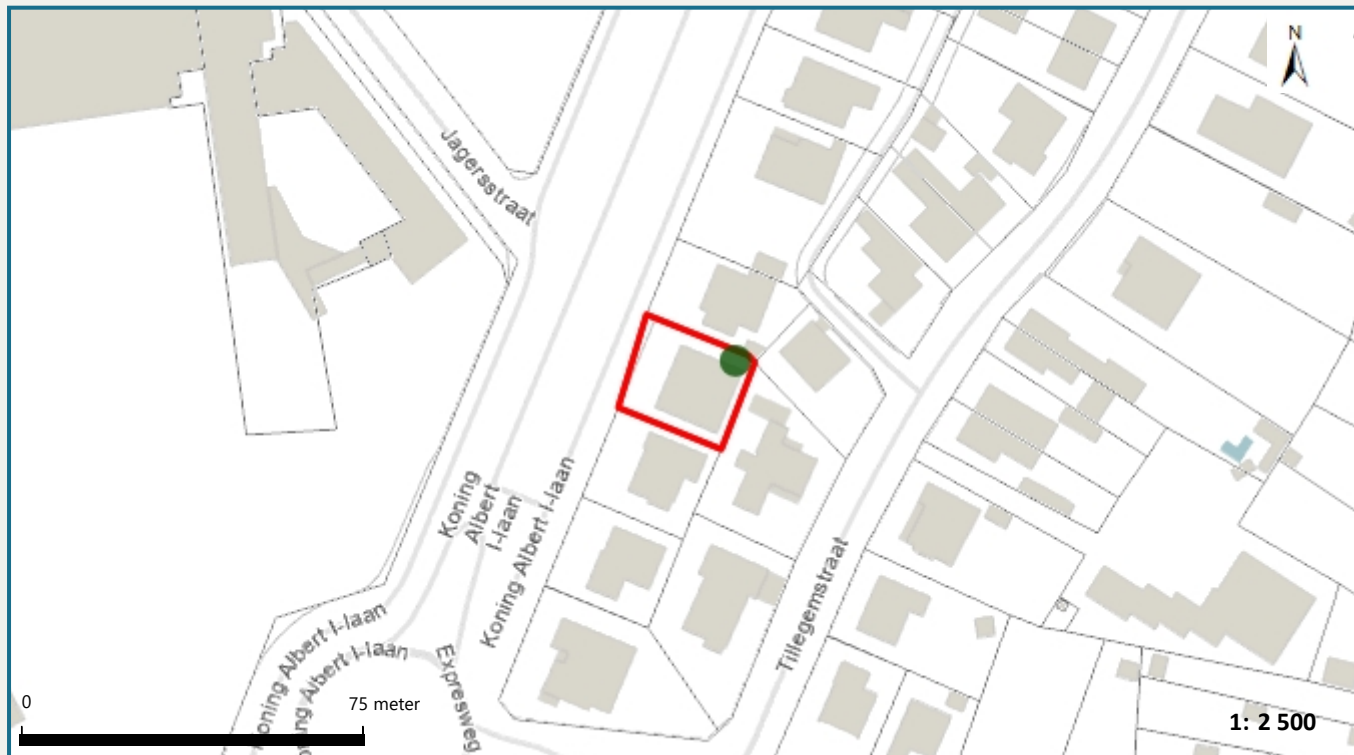 N
Jagersstraat
Koning
Albert
I-laan
Koning Albert I-laan
Koning Albert I-laan
Albert I-laan
Expresweg
Tillegemstraat
0
75 meter
1: 2 500